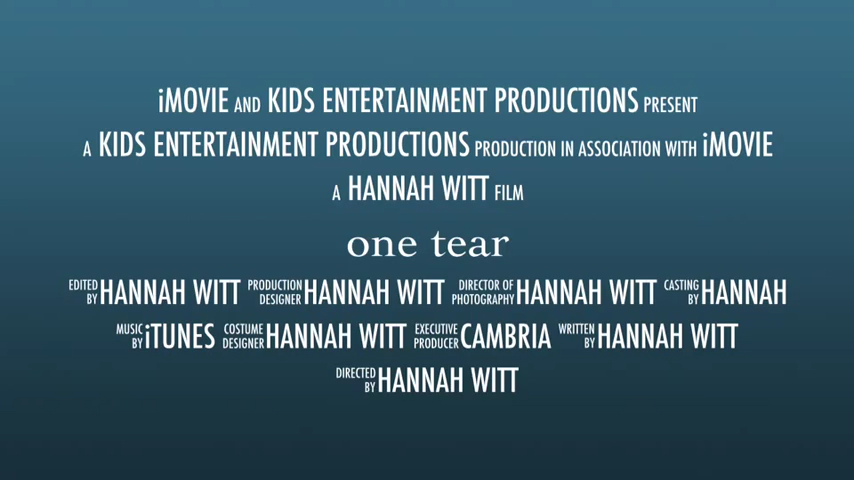 iMOVIE AND KIDS ENTERTAINMENT PRODUCTIONS PRESENT
A KIDS ENTERTAINMENT PRODUCTIONS PRODUCTION IN ASSOCIATION WITH iMOVIE
A HANNAH WITT FILM
one tear
EDITED BY HANNAH WITT PRODUCTION DESIGNER HANNAH WITT DIRECTOR OF PHOTOGRAPHY HANNAH WITT CASTING BY HANNAH
MUSIC BY iTUNES COSTUME DESIGNER HANNAH WITT EXECUTIVE PRODUCER CAMBRIA WRITTEN BY HANNAH WITT
DIRECTED BY HANNAH WITT